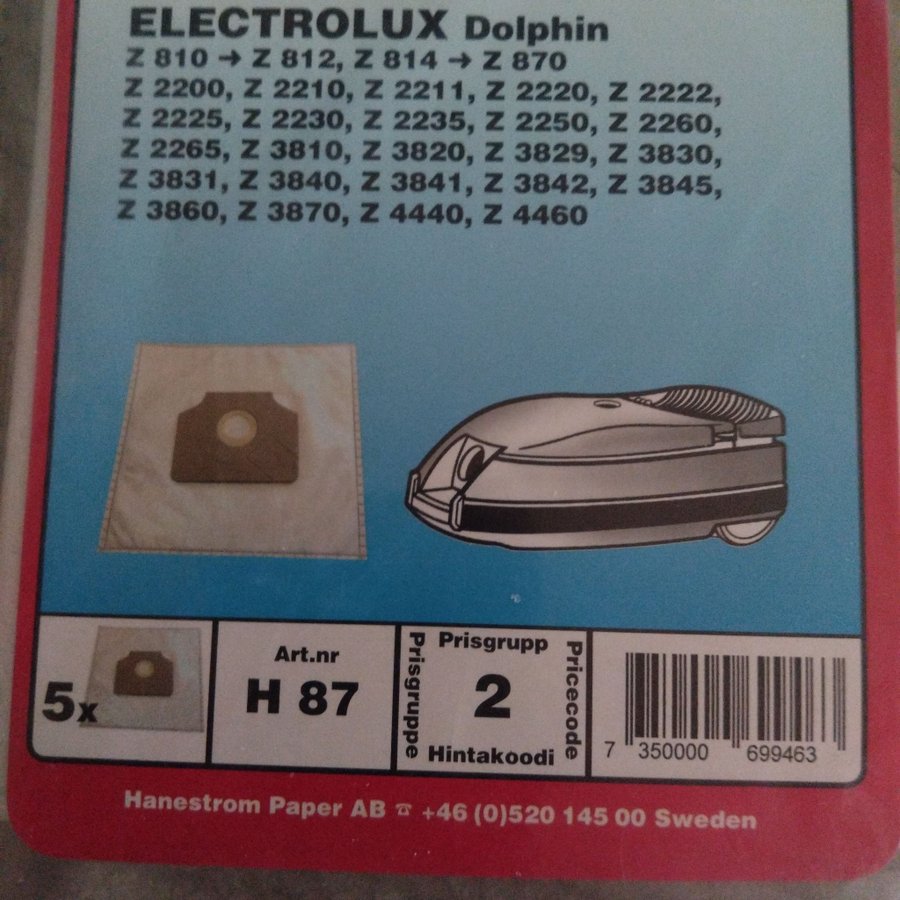 ELECTROLUX Dolphin
Z 810 → Z 812, Z 814 → Z 870
Z 2200, Z 2210, Z 2211, Z 2220, Z 2222,
Z 2225, Z 2230, Z 2235, Z 2250, Z 2260,
Z 2265, Z 3810, Z 3820, Z 3829, Z 3830,
Z 3831, Z 3840, Z 3841, Z 3842, Z 3845,
Z 3860, Z 3870, Z 4440, Z 4460
5x
Art.nr
H 87
Prisgruppe
Prisgrupp
2
Hintakoodi
Pricecode
7 350000 699463
Hanestrom Paper AB ☎ +46 (0)520 145 00 Sweden